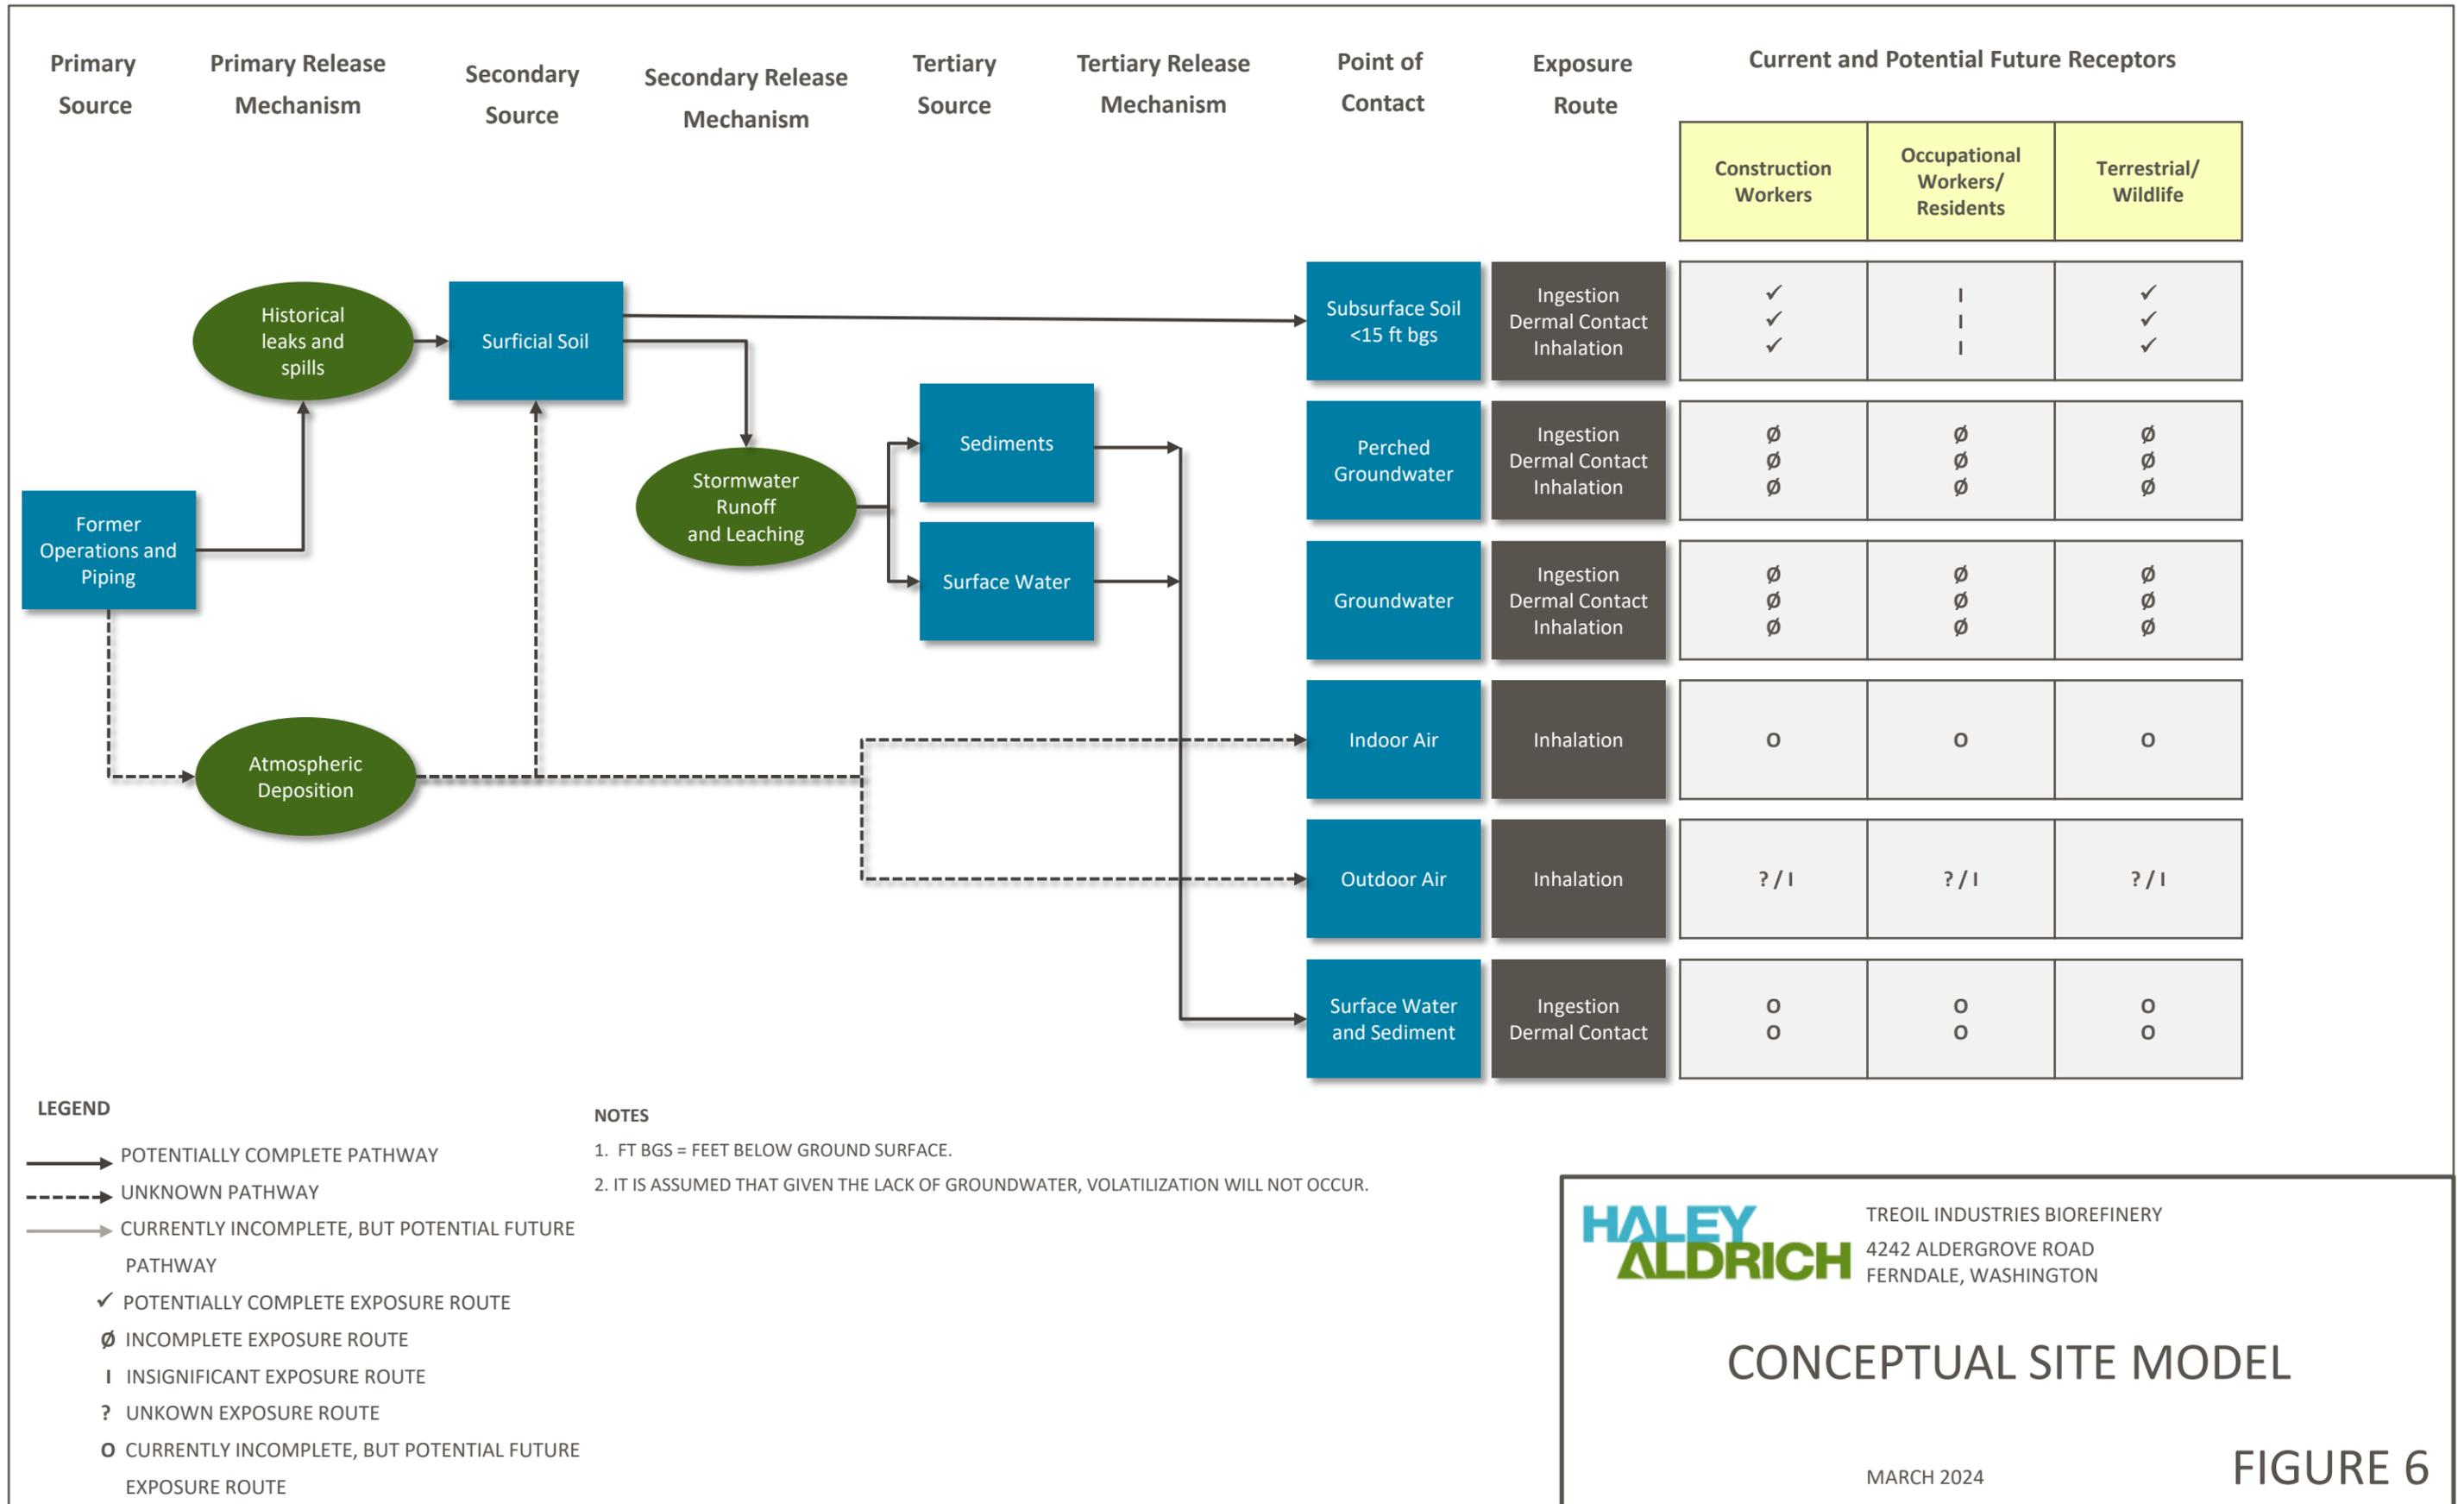 Primary
Source
Primary Release
Mechanism
Secondary
Source
Secondary Release
Mechanism
Tertiary
Source
Tertiary Release
Mechanism
Point of
Contact
Exposure
Route
Current and Potential Future Receptors
Construction
Workers
Occupational
Workers/
Residents
Terrestrial/
Wildlife
Former
Operations and
Piping
Historical
leaks and
spills
Atmospheric
Deposition
Surficial Soil
Stormwater
Runoff
and Leaching
Sediments
Surface Water
Subsurface Soil
<15 ft bgs
Ingestion
Dermal Contact
Inhalation
✓ I ✓
✓ I ✓
✓ I ✓
Perched
Groundwater
Ingestion
Dermal Contact
Inhalation
Ø Ø Ø
Ø Ø Ø
Ø Ø Ø
Groundwater
Ingestion
Dermal Contact
Inhalation
Ø Ø Ø
Ø Ø Ø
Ø Ø Ø
Indoor Air
Inhalation
O O O
Outdoor Air
Inhalation
? / I ? / I ? / I
Surface Water
and Sediment
Ingestion
Dermal Contact
O O O
O O O
LEGEND
POTENTIALLY COMPLETE PATHWAY
UNKNOWN PATHWAY
CURRENTLY INCOMPLETE, BUT POTENTIAL FUTURE
PATHWAY
✓ POTENTIALLY COMPLETE EXPOSURE ROUTE
Ø INCOMPLETE EXPOSURE ROUTE
I INSIGNIFICANT EXPOSURE ROUTE
? UNKOWN EXPOSURE ROUTE
O CURRENTLY INCOMPLETE, BUT POTENTIAL FUTURE
EXPOSURE ROUTE
NOTES
1. FT BGS = FEET BELOW GROUND SURFACE.
2. IT IS ASSUMED THAT GIVEN THE LACK OF GROUNDWATER, VOLATILIZATION WILL NOT OCCUR.
HALEY
ALDRICH
TREOIL INDUSTRIES BIOREFINERY
4242 ALDERGROVE ROAD
FERNDALE, WASHINGTON
CONCEPTUAL SITE MODEL
MARCH 2024
FIGURE 6